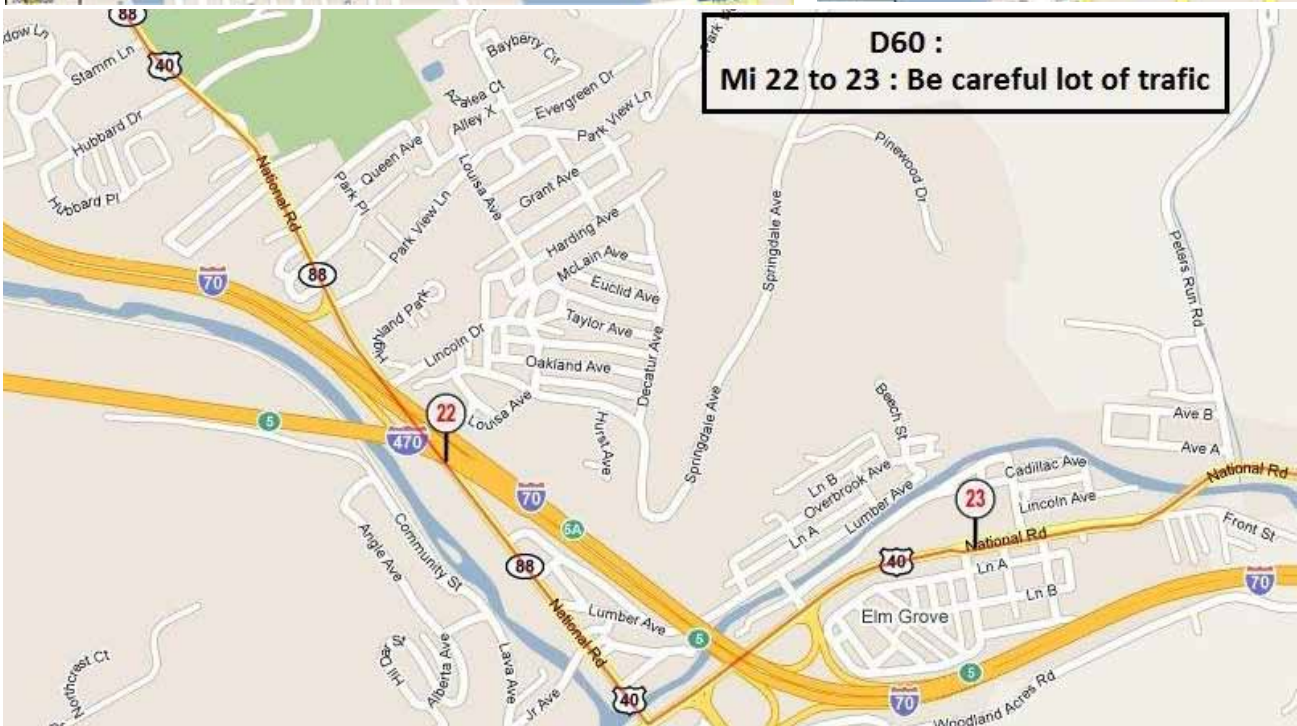 88
D60 :
Mi 22 to 23 : Be careful lot of trafic
40
Stamm Ln
Bayberry Cir
Azalea Ct
Evergreen Dr
Alley X
Park View Ln
Hubbard Dr
Pinewood Dr
Queen Ave
Louisa Ave
Park Pl
Grant Ave
Hubbard Pl
National Rd
Park View Ln
Harding Ave
Springdale Ave
Peters Run Rd
McLain Ave
88
70
Euclid Ave
Highland Park
Taylor Ave
Lincoln Dr
Oakland Ave
Decatur Ave
Louisa Ave
22
5
470
Hurst Ave
Springdale Ave
Beech St
Ave B
Ave A
Ln B
Overbrook Ave
Cadillac Ave
National Rd
70
Lumber Ave
23
Lincoln Ave
5A
Ln A
Front St
Community St
National Rd
Angle Ave
88
40
Ln A
70
Ln B
Lumber Ave
Elm Grove
National Rd
5
Northcrest Ct
Alberta Ave
Lava Ave
5
Jr Ave
40
70
Woodland Acres Rd